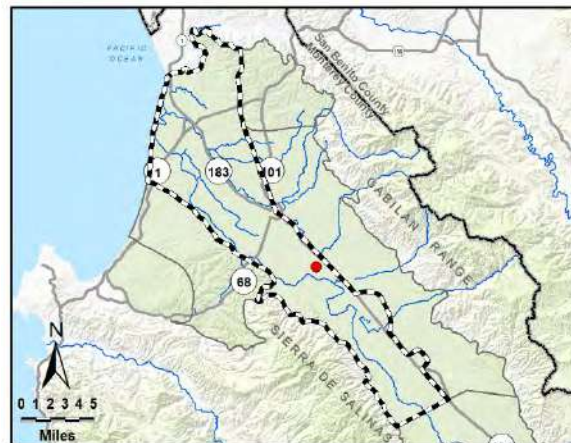 PACIFIC
OCEAN
1
San Benito County
Monterey County
1
183
101
68
GABILAN RANGE
SIERRA DE SALINAS
N
0 1 2 3 4 5
Miles